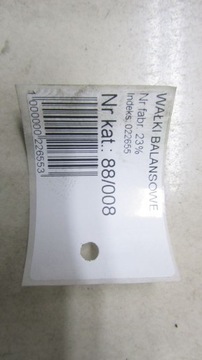 WAŁKI BALANSOWE
Nr fabr. 23%
Indeks. 022655
Nr kat.: 88/008
1000000226553